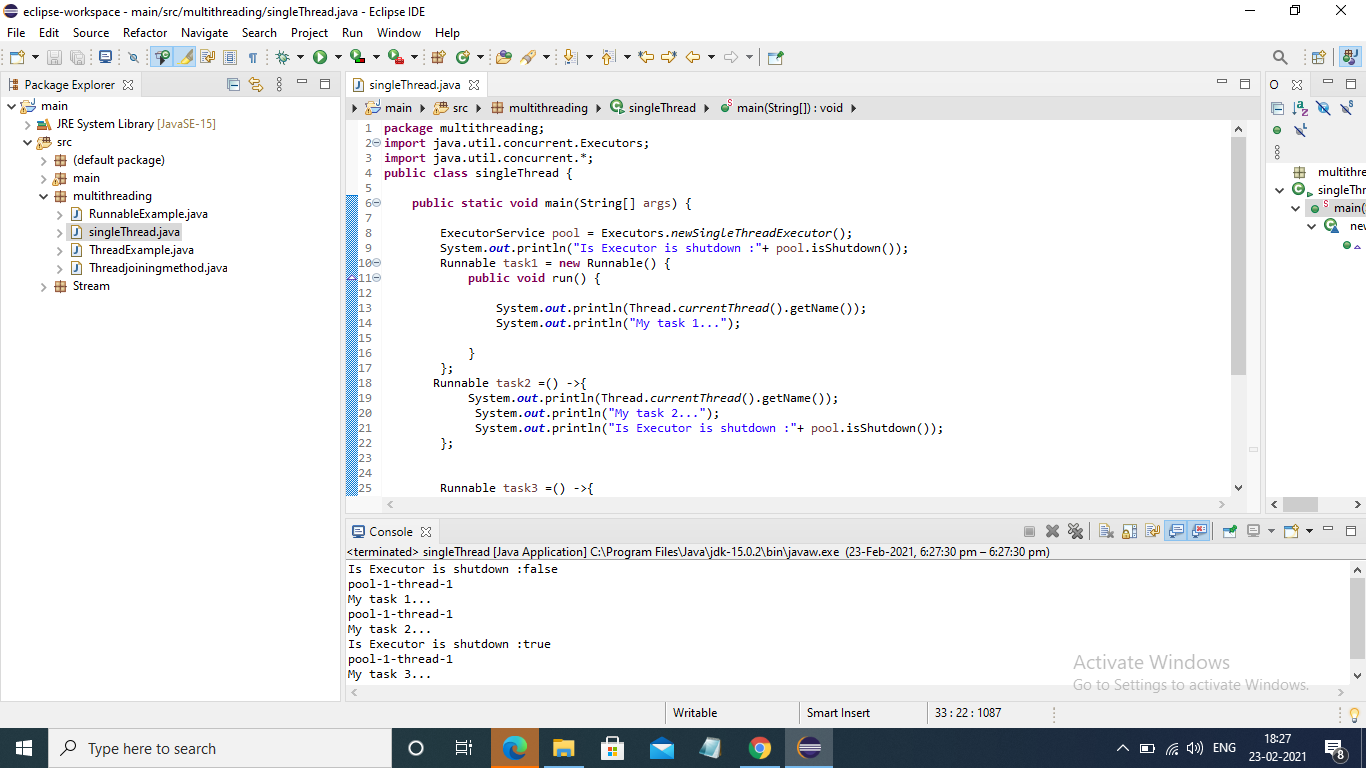 eclipse-workspace - main/src/multithreading/singleThread.java - Eclipse IDE
File Edit Source Refactor Navigate Search Project Run Window Help
Package Explorer
main
JRE System Library [JavaSE-15]
src
(default package)
main
multithreading
RunnableExample.java
singleThread.java
ThreadExample.java
Threadjoiningmethod.java
Stream
singleThread.java
main src multithreading singleThread main(String[]) : void
1 package multithreading;
2 import java.util.concurrent.Executors;
3 import java.util.concurrent.*;
4 public class singleThread {
5
6 public static void main(String[] args) {
7
8 ExecutorService pool = Executors.newSingleThreadExecutor();
9 System.out.println("Is Executor is shutdown :"+ pool.isShutdown());
10 Runnable task1 = new Runnable() {
11 public void run() {
12
13 System.out.println(Thread.currentThread().getName());
14 System.out.println("My task 1...");
15
16 }
17 };
18 Runnable task2 =() ->{
19 System.out.println(Thread.currentThread().getName());
20 System.out.println("My task 2...");
21 System.out.println("Is Executor is shutdown :"+ pool.isShutdown());
22 };
23
24
25 Runnable task3 =() ->{
O
multithre
singleThr
main(
nev
Console
<terminated> singleThread [Java Application] C:\Program Files\Java\jdk-15.0.2\bin\javaw.exe (23-Feb-2021, 6:27:30 pm – 6:27:30 pm)
Is Executor is shutdown :false
pool-1-thread-1
My task 1...
pool-1-thread-1
My task 2...
Is Executor is shutdown :true
pool-1-thread-1
My task 3...
Activate Windows
Go to Settings to activate Windows.
Writable Smart Insert 33 : 22 : 1087
Type here to search
ENG
18:27
23-02-2021
8